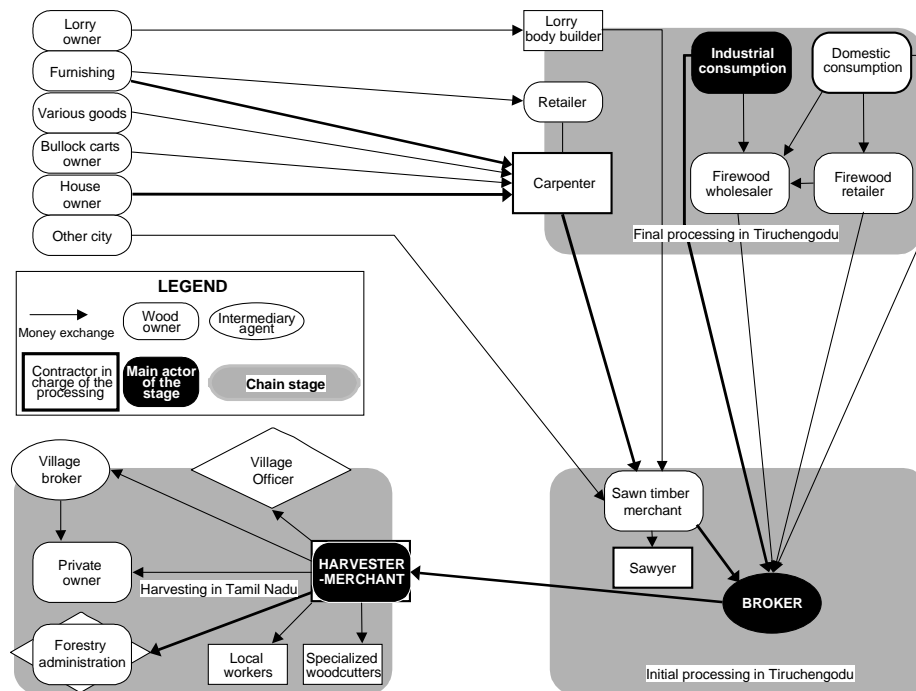 Lorry
owner
Furnishing
Various goods
Bullock carts
owner
House
owner
Other city
Lorry
body builder
Retailer
Carpenter
Industrial
consumption
Domestic
consumption
Firewood
wholesaler
Firewood
retailer
Final processing in Tiruchengodu
LEGEND
Money exchange
Wood
owner
Intermediary
agent
Contractor in
charge of the
processing
Main actor
of the
stage
Chain stage
Village
broker
Village
Officer
Private
owner
Harvesting in Tamil Nadu
HARVESTER
-MERCHANT
Forestry
administration
Local
workers
Specialized
woodcutters
Sawn timber
merchant
Sawyer
BROKER
Initial processing in Tiruchengodu